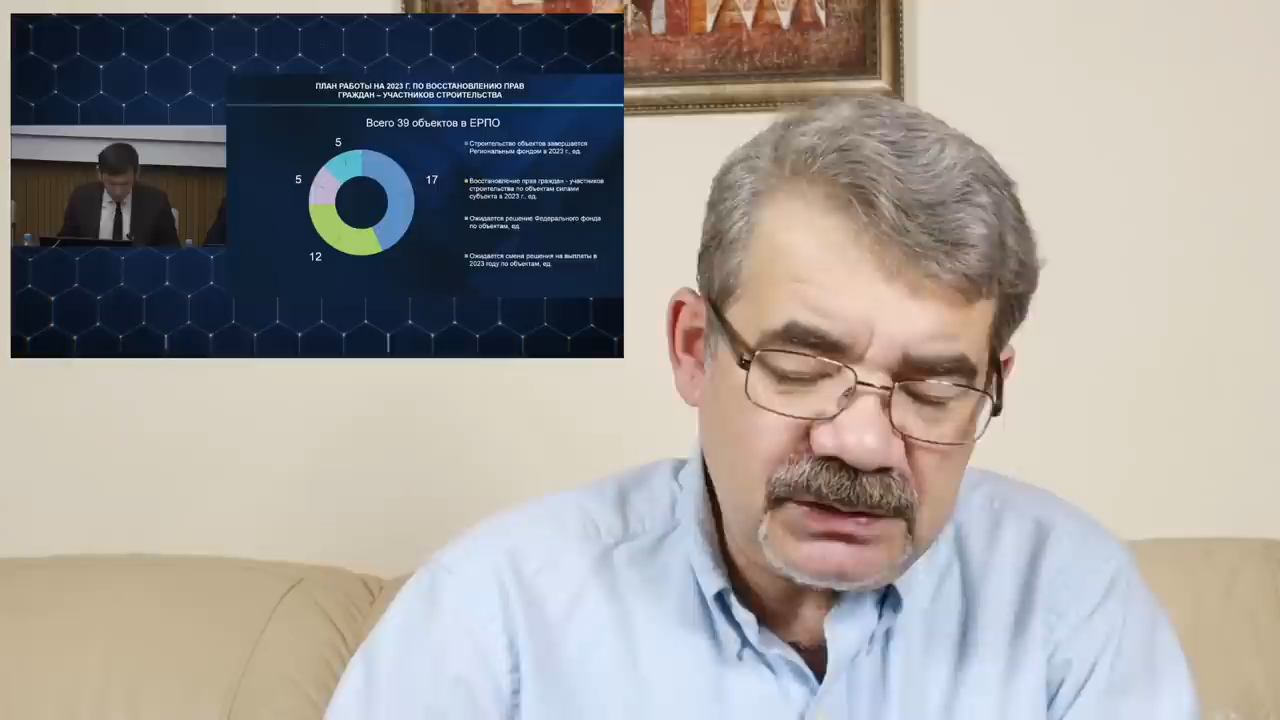 ПЛАН РАБОТЫ НА 2023 Г. ПО ВОССТАНОВЛЕНИЮ ПРАВ
ГРАЖДАН – УЧАСТНИКОВ СТРОИТЕЛЬСТВА
Всего 39 объектов в ЕРПО
5
5
17
12
Строительство объектов завершается
Региональным фондом в 2023 г., ед.
Восстановление прав граждан - участников
строительства по объектам силами
субъекта в 2023 г., ед.
Ожидается решение Федерального фонда
по объектам, ед.
Ожидается смена решения на выплаты в
2023 году по объектам, ед.